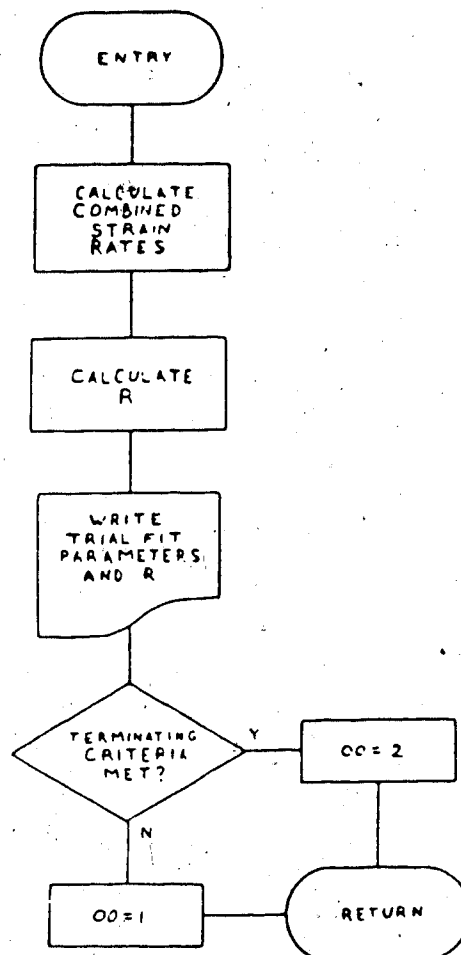 ENTRY
CALCULATE
COMBINED
STRAIN
RATES
CALCULATE
R
WRITE
TRIAL FIT
PARAMETERS
AND R
TERMINATING
CRITERIA
MET?
Y
OO = 2
N
OO = 1
RETURN